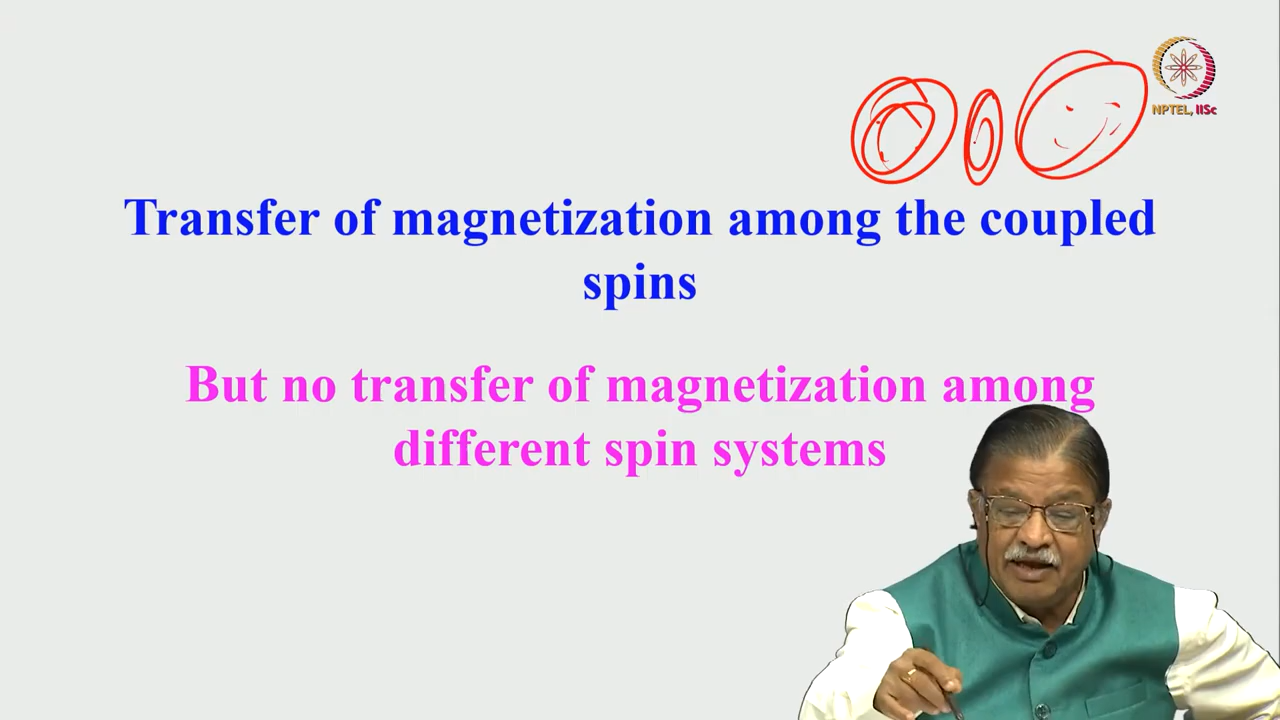 NPTEL, IISc
Transfer of magnetization among the coupled
spins
But no transfer of magnetization among
different spin systems